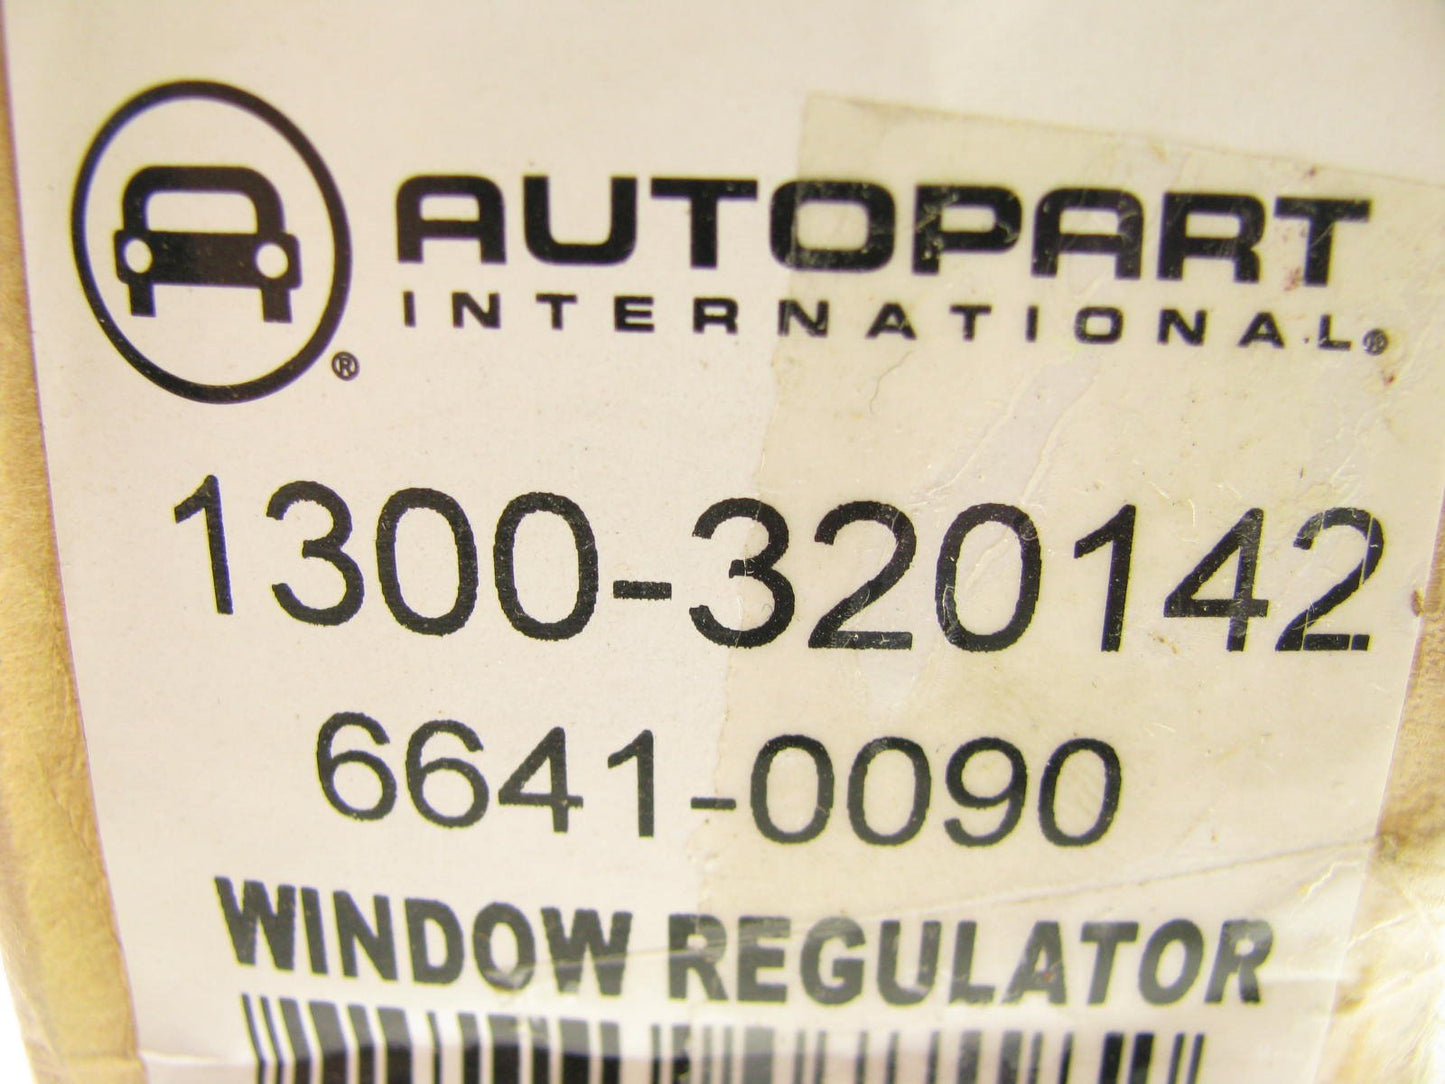 AUTOPART
INTERNATIONAL®
®
1300-320142
6641-0090
WINDOW REGULATOR